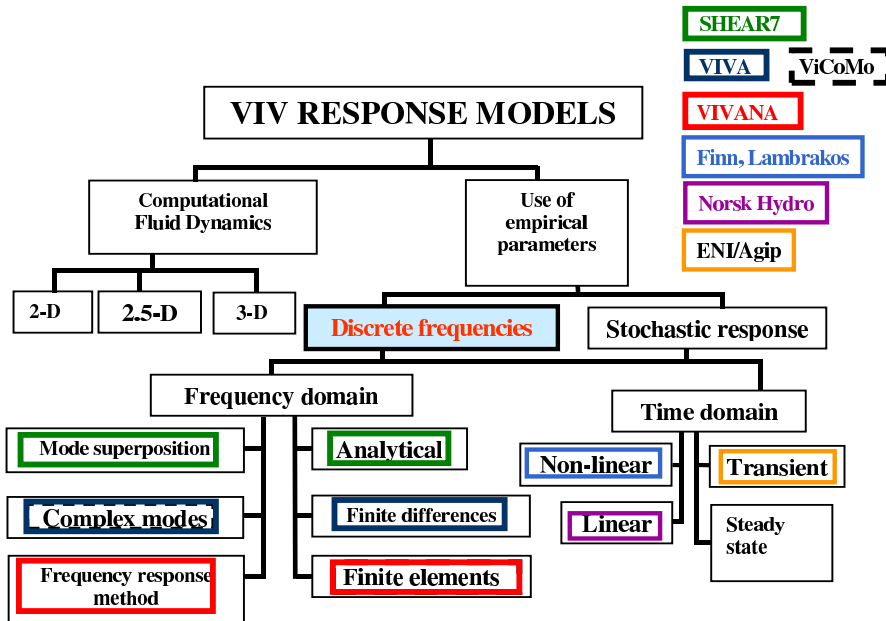 SHEAR7
VIVA
ViCoMo
VIVANA
Finn, Lambrakos
Norsk Hydro
ENI/Agip
VIV RESPONSE MODELS
Computational
Fluid Dynamics
Use of
empirical
parameters
2-D
2.5-D
3-D
Discrete frequencies
Stochastic response
Frequency domain
Time domain
Mode superposition
Analytical
Non-linear
Transient
Complex modes
Finite differences
Linear
Steady
state
Frequency response
method
Finite elements